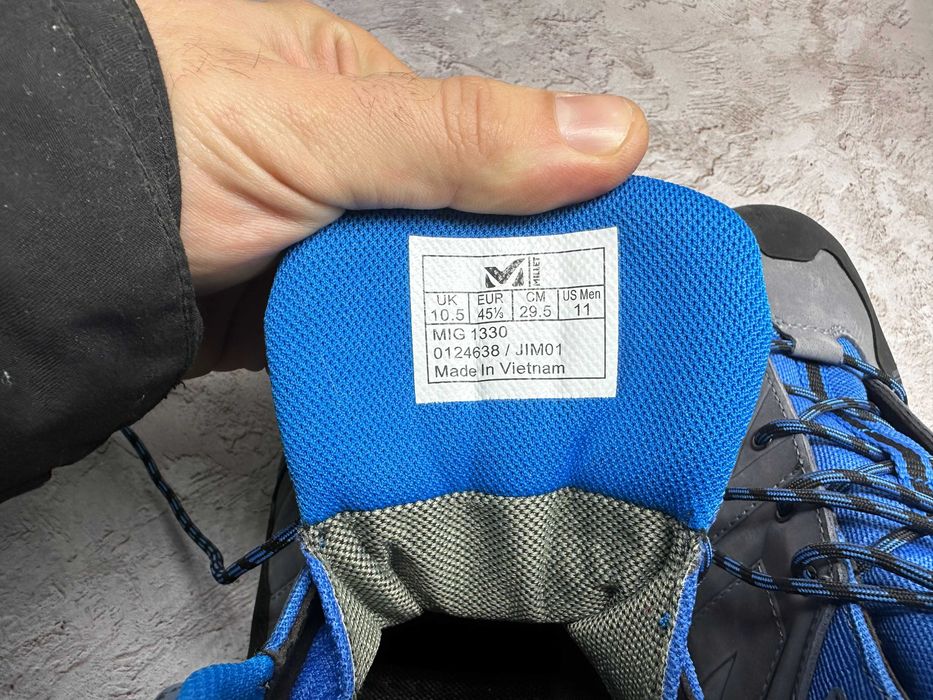 MILLET
UK EUR CM US Men
10.5 45⅓ 29.5 11
MIG 1330
0124638 / JIM01
Made In Vietnam